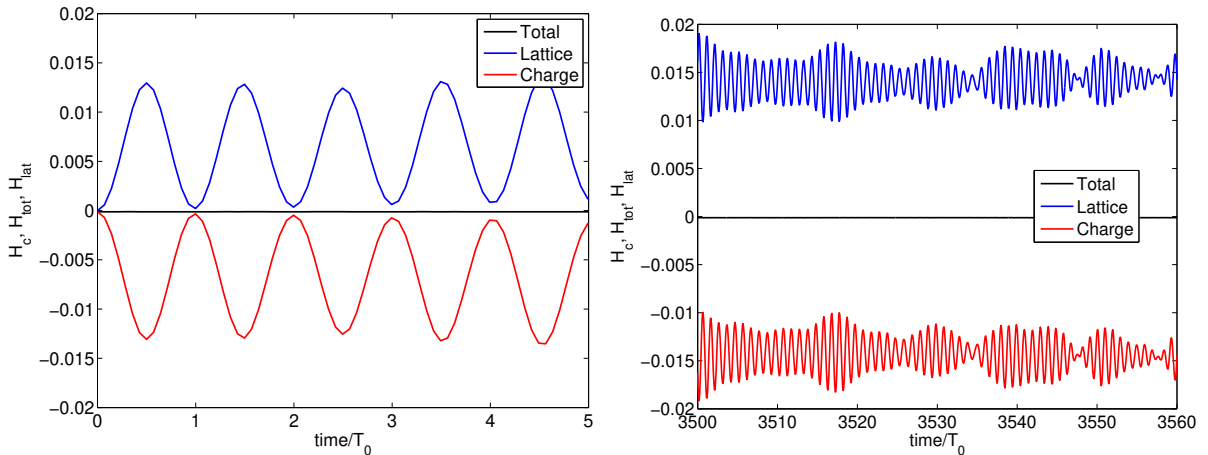 0.02
0.015
0.01
0.005
0
−0.005
−0.01
−0.015
−0.02
H_c, H_tot, H_lat
Total
Lattice
Charge
0 1 2 3 4 5
time/T_0
0.02
0.015
0.01
0.005
0
−0.005
−0.01
−0.015
−0.02
H_c, H_tot, H_lat
Total
Lattice
Charge
3500 3510 3520 3530 3540 3550 3560
time/T_0